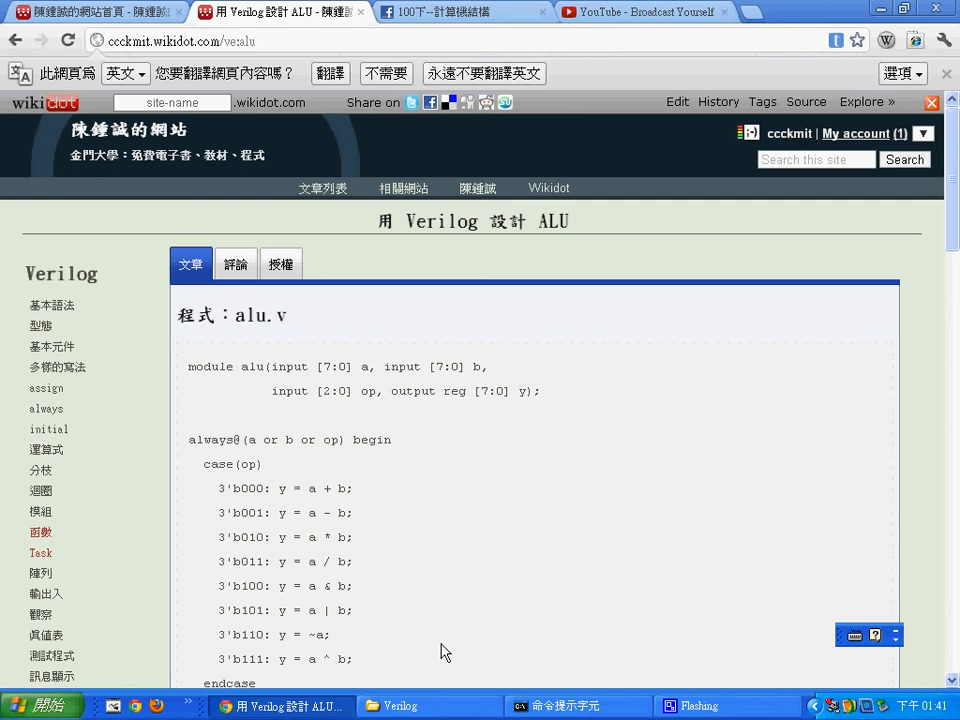 陳鍾誠的網站首頁 - 陳鍾誠
用 Verilog 設計 ALU - 陳鍾
100下--計算機結構
YouTube - Broadcast Yourself
ccckmit.wikidot.com/ve:alu
此網頁為 英文 您要翻譯網頁內容嗎？ 翻譯 不需要 永遠不要翻譯英文 選項
wikidot site-name .wikidot.com Share on Edit History Tags Source Explore »
陳鍾誠的網站
金門大學：免費電子書、教材、程式
ccckmit | My account (1)
Search this site Search
文章列表 相關網站 陳鍾誠 Wikidot
用 Verilog 設計 ALU
Verilog
基本語法
型態
基本元件
多樣的寫法
assign
always
initial
運算式
分枝
迴圈
模組
函數
Task
陣列
輸出入
觀察
真值表
測試程式
訊息顯示
文章 評論 授權
程式：alu.v
module alu(input [7:0] a, input [7:0] b,
input [2:0] op, output reg [7:0] y);
always@(a or b or op) begin
case(op)
3'b000: y = a + b;
3'b001: y = a - b;
3'b010: y = a * b;
3'b011: y = a / b;
3'b100: y = a & b;
3'b101: y = a | b;
3'b110: y = ~a;
3'b111: y = a ^ b;
endcase
開始 用 Verilog 設計 ALU... Verilog 命令提示字元 Flashing 下午 01:41